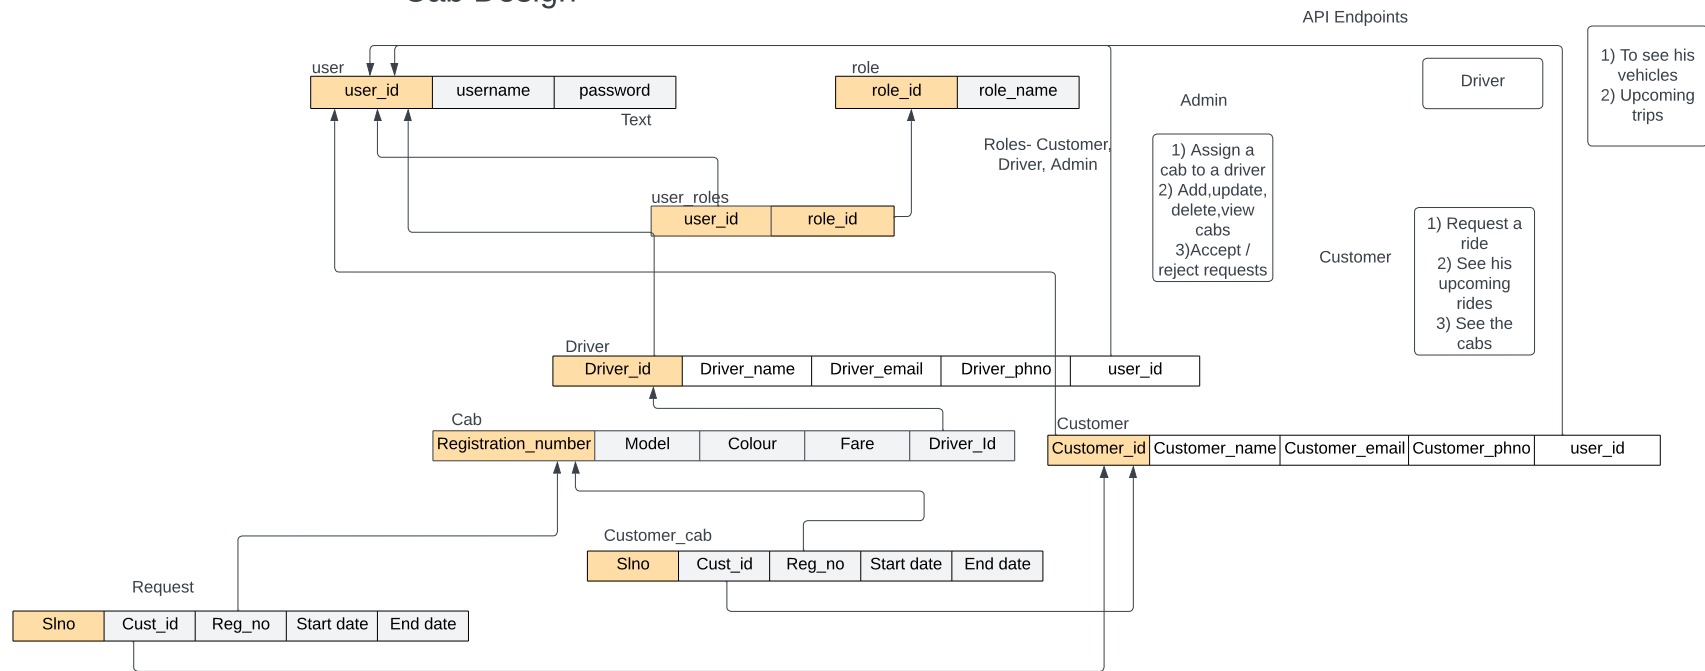 Cab Design
API Endpoints
user
user_id username password
Text
role
role_id role_name
Roles- Customer,
Driver, Admin
Admin
1) Assign a
cab to a driver
2) Add,update,
delete,view
cabs
3)Accept /
reject requests
Driver
1) To see his
vehicles
2) Upcoming
trips
Customer
1) Request a
ride
2) See his
upcoming
rides
3) See the
cabs
user_roles
user_id role_id
Driver
Driver_id Driver_name Driver_email Driver_phno user_id
Cab
Registration_number Model Colour Fare Driver_Id
Customer
Customer_id Customer_name Customer_email Customer_phno user_id
Customer_cab
Slno Cust_id Reg_no Start date End date
Request
Slno Cust_id Reg_no Start date End date